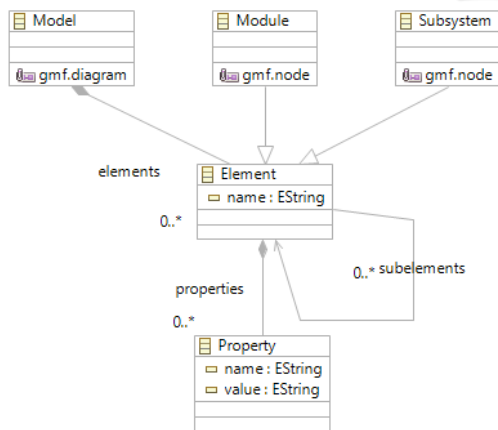 Model
gmf.diagram
Module
gmf.node
Subsystem
gmf.node
elements
0..*
Element
name : EString
0..* subelements
properties
0..*
Property
name : EString
value : EString